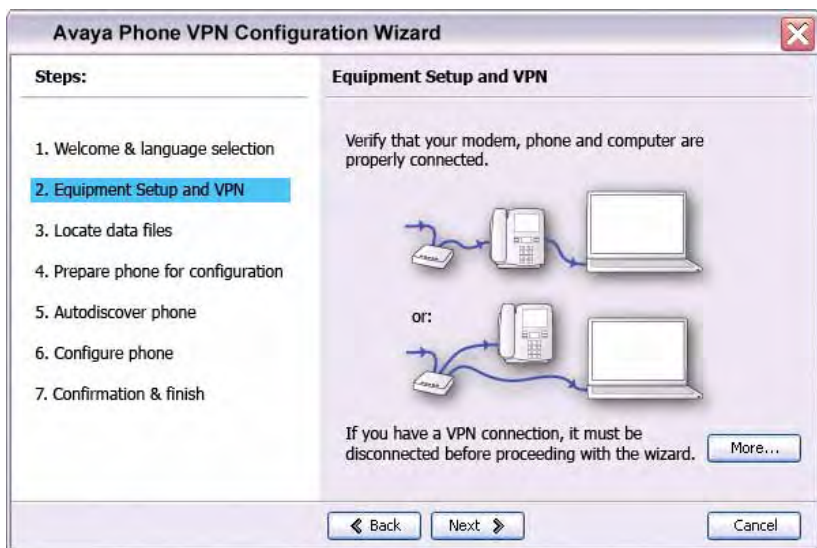 Avaya Phone VPN Configuration Wizard
Steps:
1. Welcome & language selection
2. Equipment Setup and VPN
3. Locate data files
4. Prepare phone for configuration
5. Autodiscover phone
6. Configure phone
7. Confirmation & finish
Equipment Setup and VPN
Verify that your modem, phone and computer are
properly connected.
or:
If you have a VPN connection, it must be
disconnected before proceeding with the wizard.
More...
Back
Next
Cancel